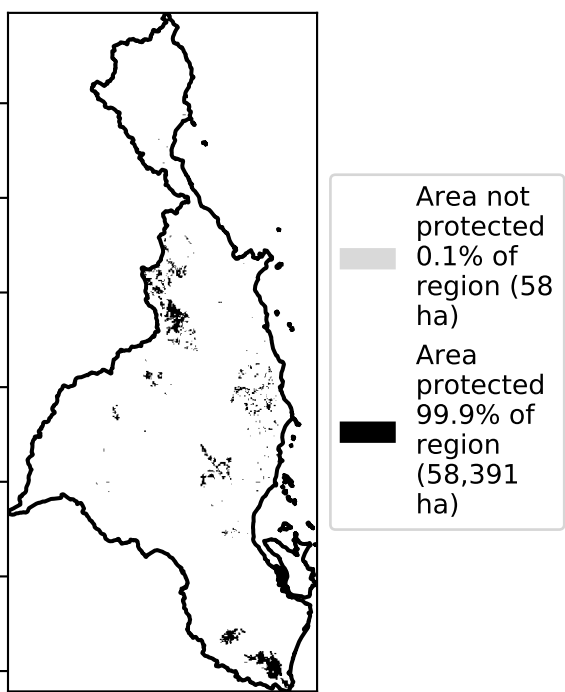 Area not
protected
0.1% of
region (58
ha)
Area
protected
99.9% of
region
(58,391
ha)